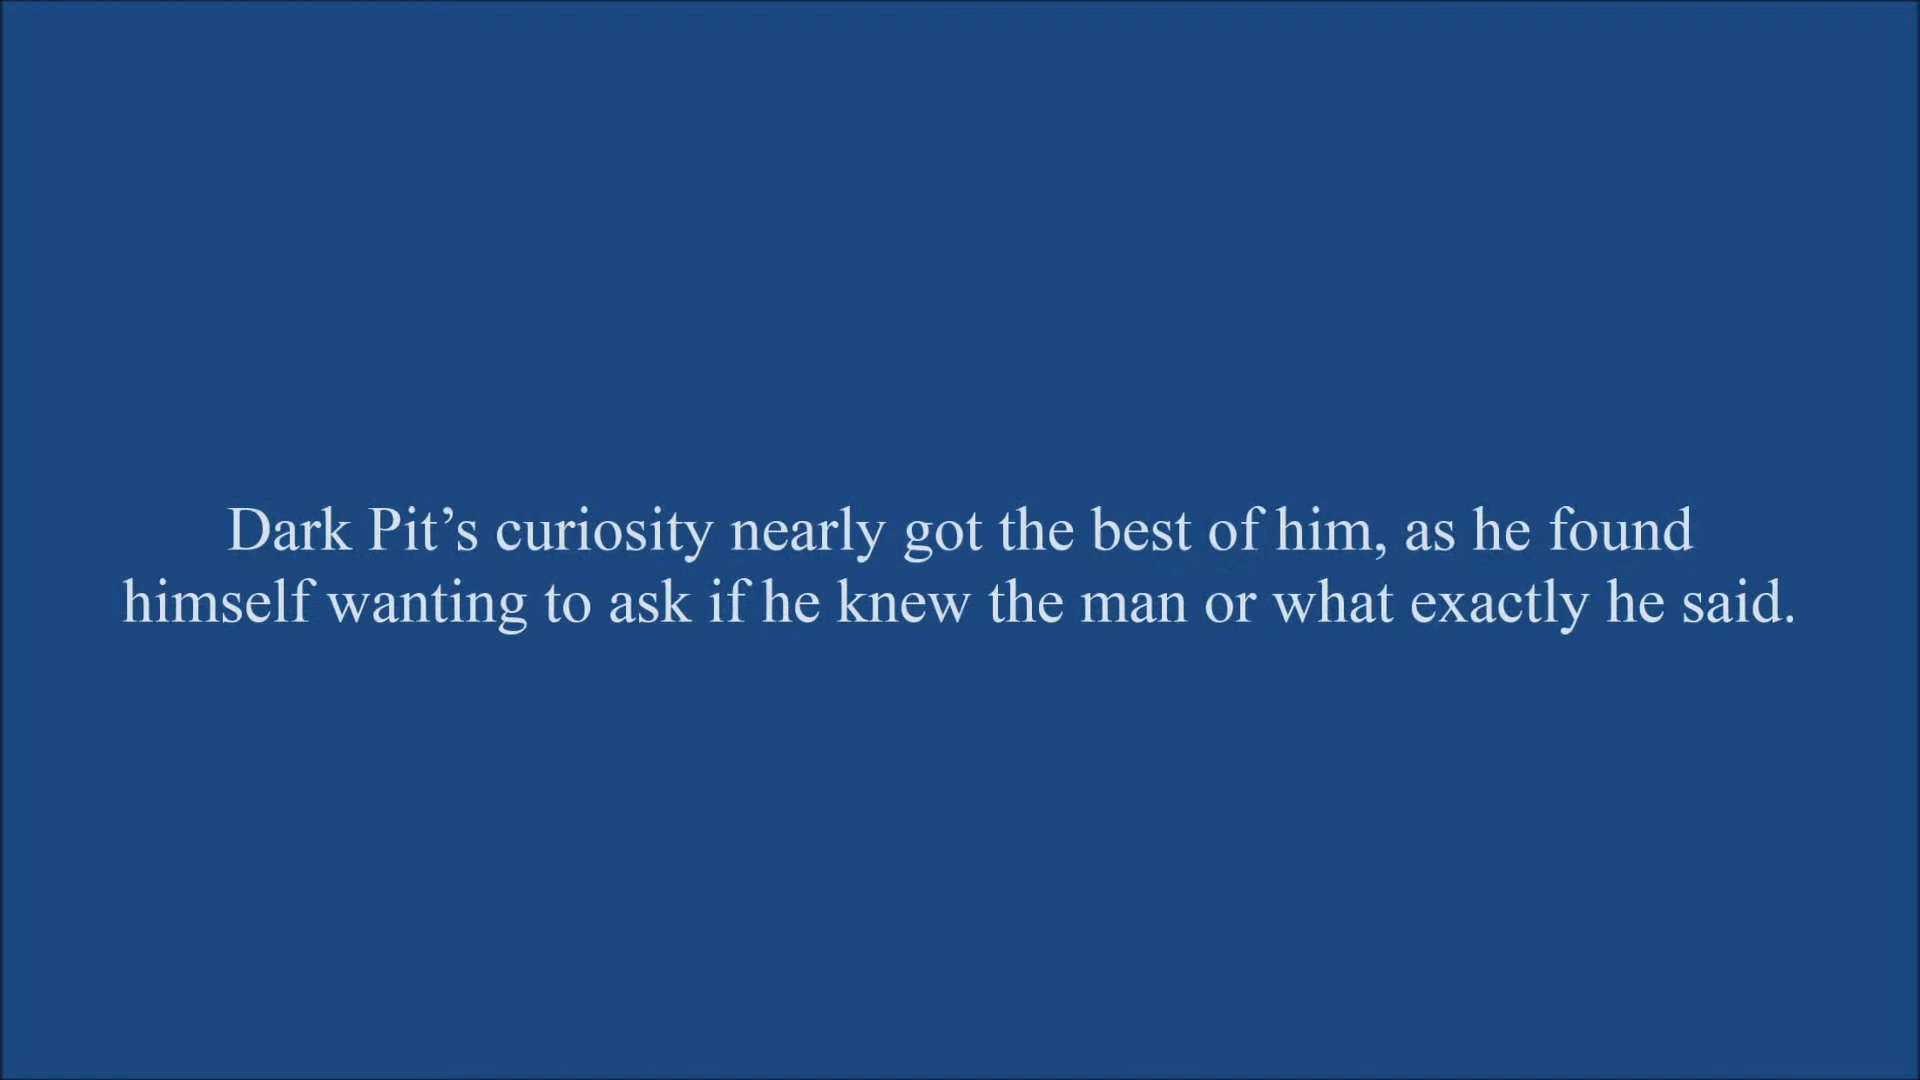 Dark Pit’s curiosity nearly got the best of him, as he found
himself wanting to ask if he knew the man or what exactly he said.